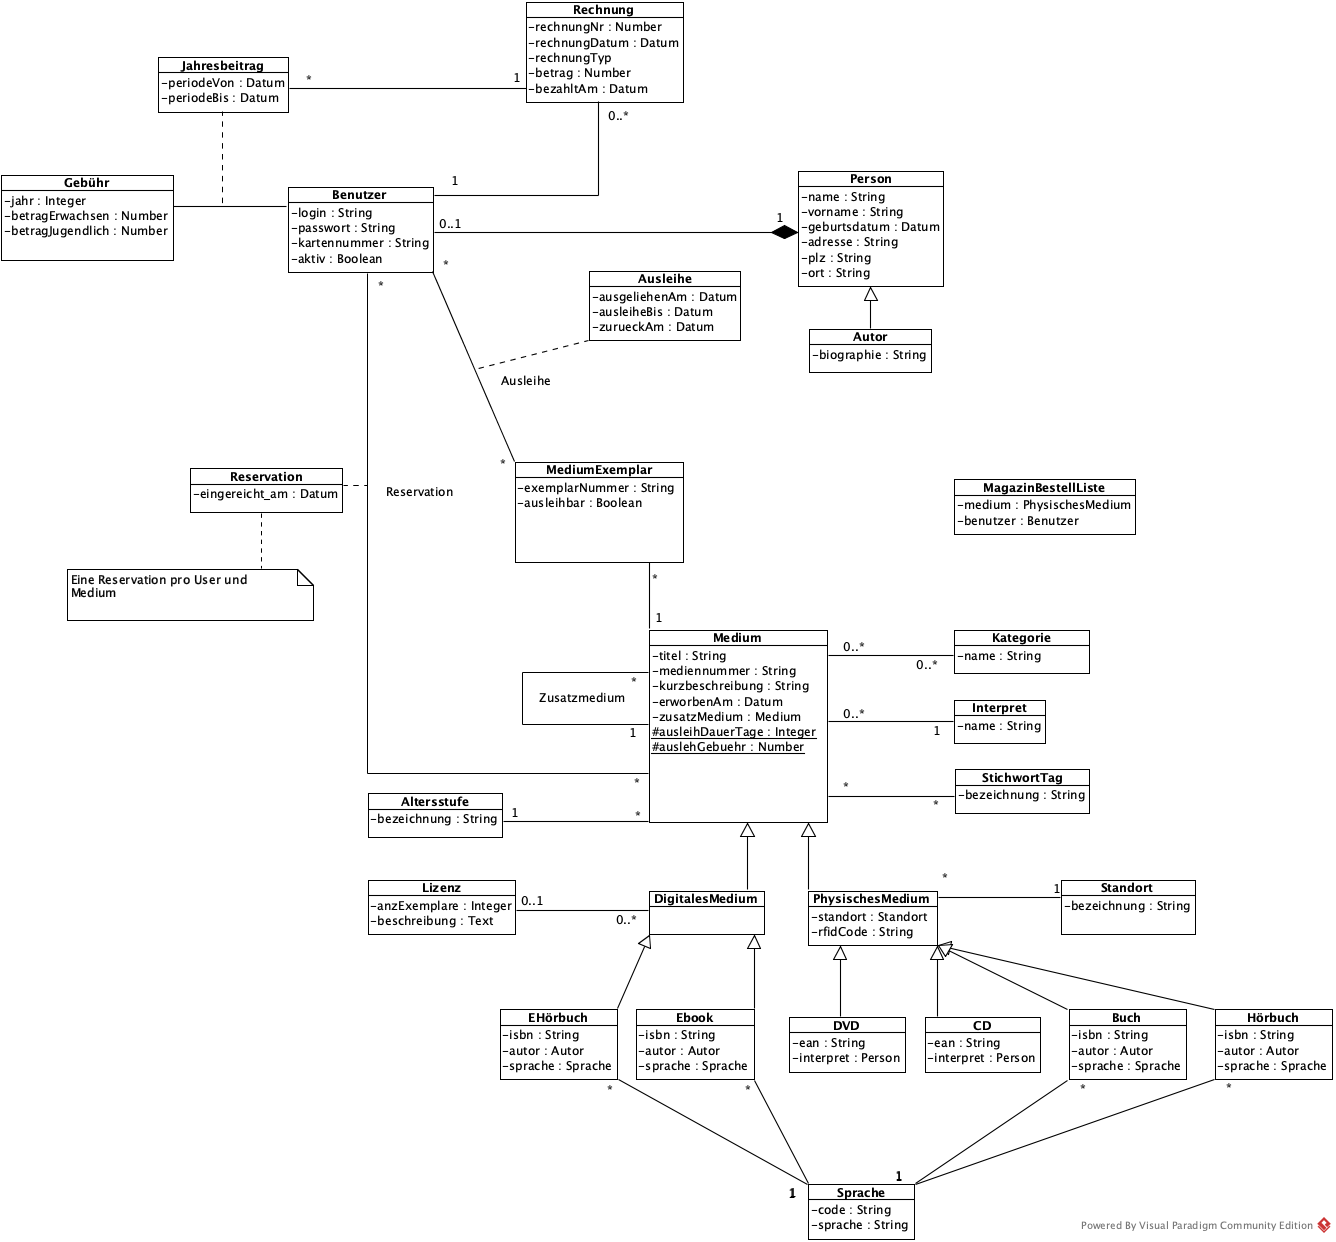 Rechnung
-rechnungNr : Number
-rechnungDatum : Datum
-rechnungTyp
-betrag : Number
-bezahltAm : Datum
Jahresbeitrag
-periodeVon : Datum
-periodeBis : Datum
*
1
0..*
Gebühr
-jahr : Integer
-betragErwachsen : Number
-betragJugendlich : Number
Benutzer
-login : String
-passwort : String
-kartennummer : String
-aktiv : Boolean
1
0..1
1
*
*
Person
-name : String
-vorname : String
-geburtsdatum : Datum
-adresse : String
-plz : String
-ort : String
Ausleihe
-ausgeliehenAm : Datum
-ausleiheBis : Datum
-zurueckAm : Datum
Autor
-biographie : String
Ausleihe
*
Reservation
-eingereicht_am : Datum
Reservation
MediumExemplar
-exemplarNummer : String
-ausleihbar : Boolean
MagazinBestellListe
-medium : PhysischesMedium
-benutzer : Benutzer
Eine Reservation pro User und
Medium
*
1
Medium
-titel : String
-mediennummer : String
-kurzbeschreibung : String
-erworbenAm : Datum
-zusatzMedium : Medium
#ausleihDauerTage : Integer
#auslehGebuehr : Number
*
Zusatzmedium
1
*
0..*
0..*
Kategorie
-name : String
0..*
1
Interpret
-name : String
*
*
StichwortTag
-bezeichnung : String
Altersstufe
-bezeichnung : String
1
*
Lizenz
-anzExemplare : Integer
-beschreibung : Text
0..1
0..*
DigitalesMedium
PhysischesMedium
-standort : Standort
-rfidCode : String
*
1
Standort
-bezeichnung : String
EHörbuch
-isbn : String
-autor : Autor
-sprache : Sprache
Ebook
-isbn : String
-autor : Autor
-sprache : Sprache
DVD
-ean : String
-interpret : Person
CD
-ean : String
-interpret : Person
Buch
-isbn : String
-autor : Autor
-sprache : Sprache
Hörbuch
-isbn : String
-autor : Autor
-sprache : Sprache
*
*
*
*
1
1
Sprache
-code : String
-sprache : String
Powered By Visual Paradigm Community Edition